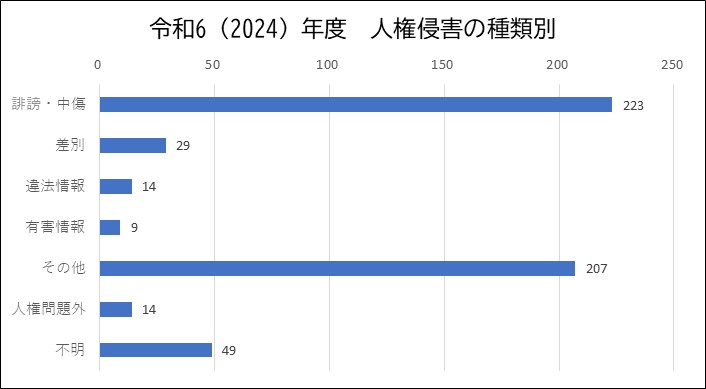 令和6（2024）年度　人権侵害の種類別
0 50 100 150 200 250
誹謗・中傷 223
差別 29
違法情報 14
有害情報 9
その他 207
人権問題外 14
不明 49